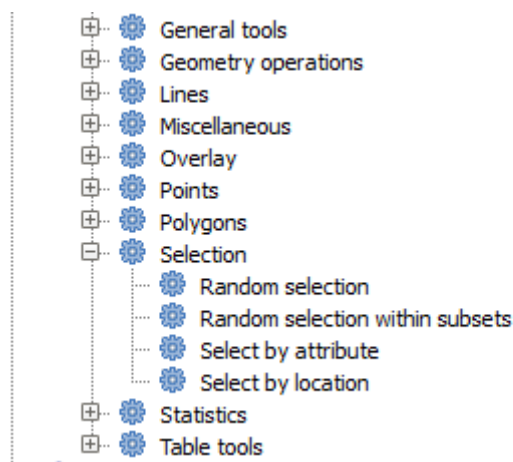 General tools
Geometry operations
Lines
Miscellaneous
Overlay
Points
Polygons
Selection
Random selection
Random selection within subsets
Select by attribute
Select by location
Statistics
Table tools